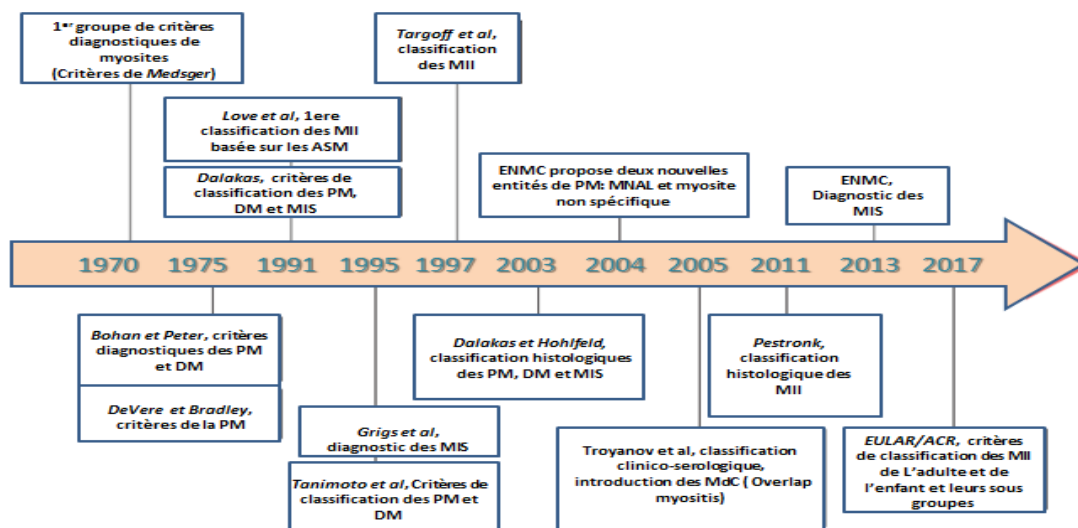 1er groupe de critères
diagnostiques de
myosites
(Critères de Medsger)
Targoff et al,
classification
des MII
Love et al, 1ere
classification des MII
basée sur les ASM
Dalakas, critères de
classification des PM,
DM et MIS
ENMC propose deux nouvelles
entités de PM: MNAL et myosite
non spécifique
ENMC,
Diagnostic des
MIS
1970 1975 1991 1995 1997 2003 2004 2005 2011 2013 2017
Bohan et Peter, critères
diagnostiques des PM
et DM
DeVere et Bradley,
critères de la PM
Grigs et al,
diagnostic des MIS
Tanimoto et al, Critères de
classification des PM et
DM
Dalakas et Hohlfeld,
classification histologiques
des PM, DM et MIS
Troyanov et al, classification
clinico-serologique,
introduction des MdC ( Overlap
myositis)
Pestronk,
classification
histologique des
MII
EULAR/ACR, critères
de classification des MII
de L'adulte et de
l'enfant et leurs sous
groupes